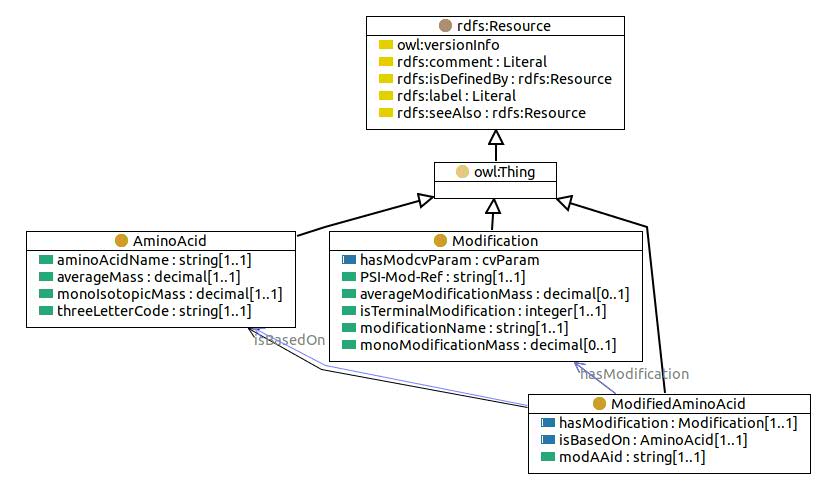 rdfs:Resource
owl:versionInfo
rdfs:comment : Literal
rdfs:isDefinedBy : rdfs:Resource
rdfs:label : Literal
rdfs:seeAlso : rdfs:Resource
owl:Thing
AminoAcid
aminoAcidName : string[1..1]
averageMass : decimal[1..1]
monoIsotopicMass : decimal[1..1]
threeLetterCode : string[1..1]
Modification
hasModcvParam : cvParam
PSI-Mod-Ref : string[1..1]
averageModificationMass : decimal[0..1]
isTerminalModification : integer[1..1]
modificationName : string[1..1]
monoModificationMass : decimal[0..1]
isBasedOn
hasModification
ModifiedAminoAcid
hasModification : Modification[1..1]
isBasedOn : AminoAcid[1..1]
modAAid : string[1..1]